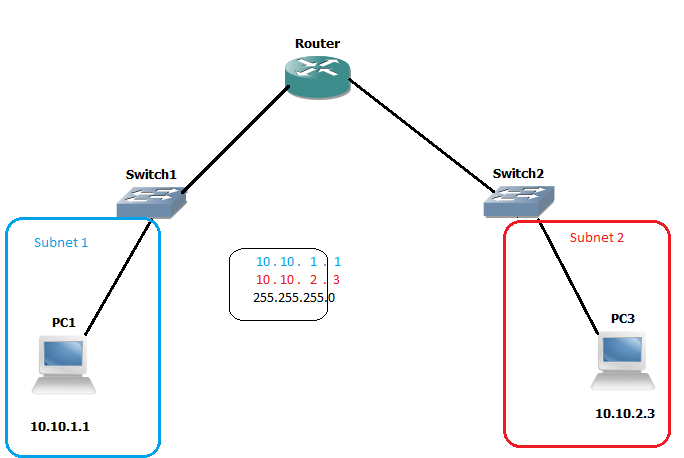 Router
Switch1
Switch2
Subnet 1
Subnet 2
10.10. 1 . 1
10.10. 2 . 3
255.255.255.0
PC1
PC3
10.10.1.1
10.10.2.3